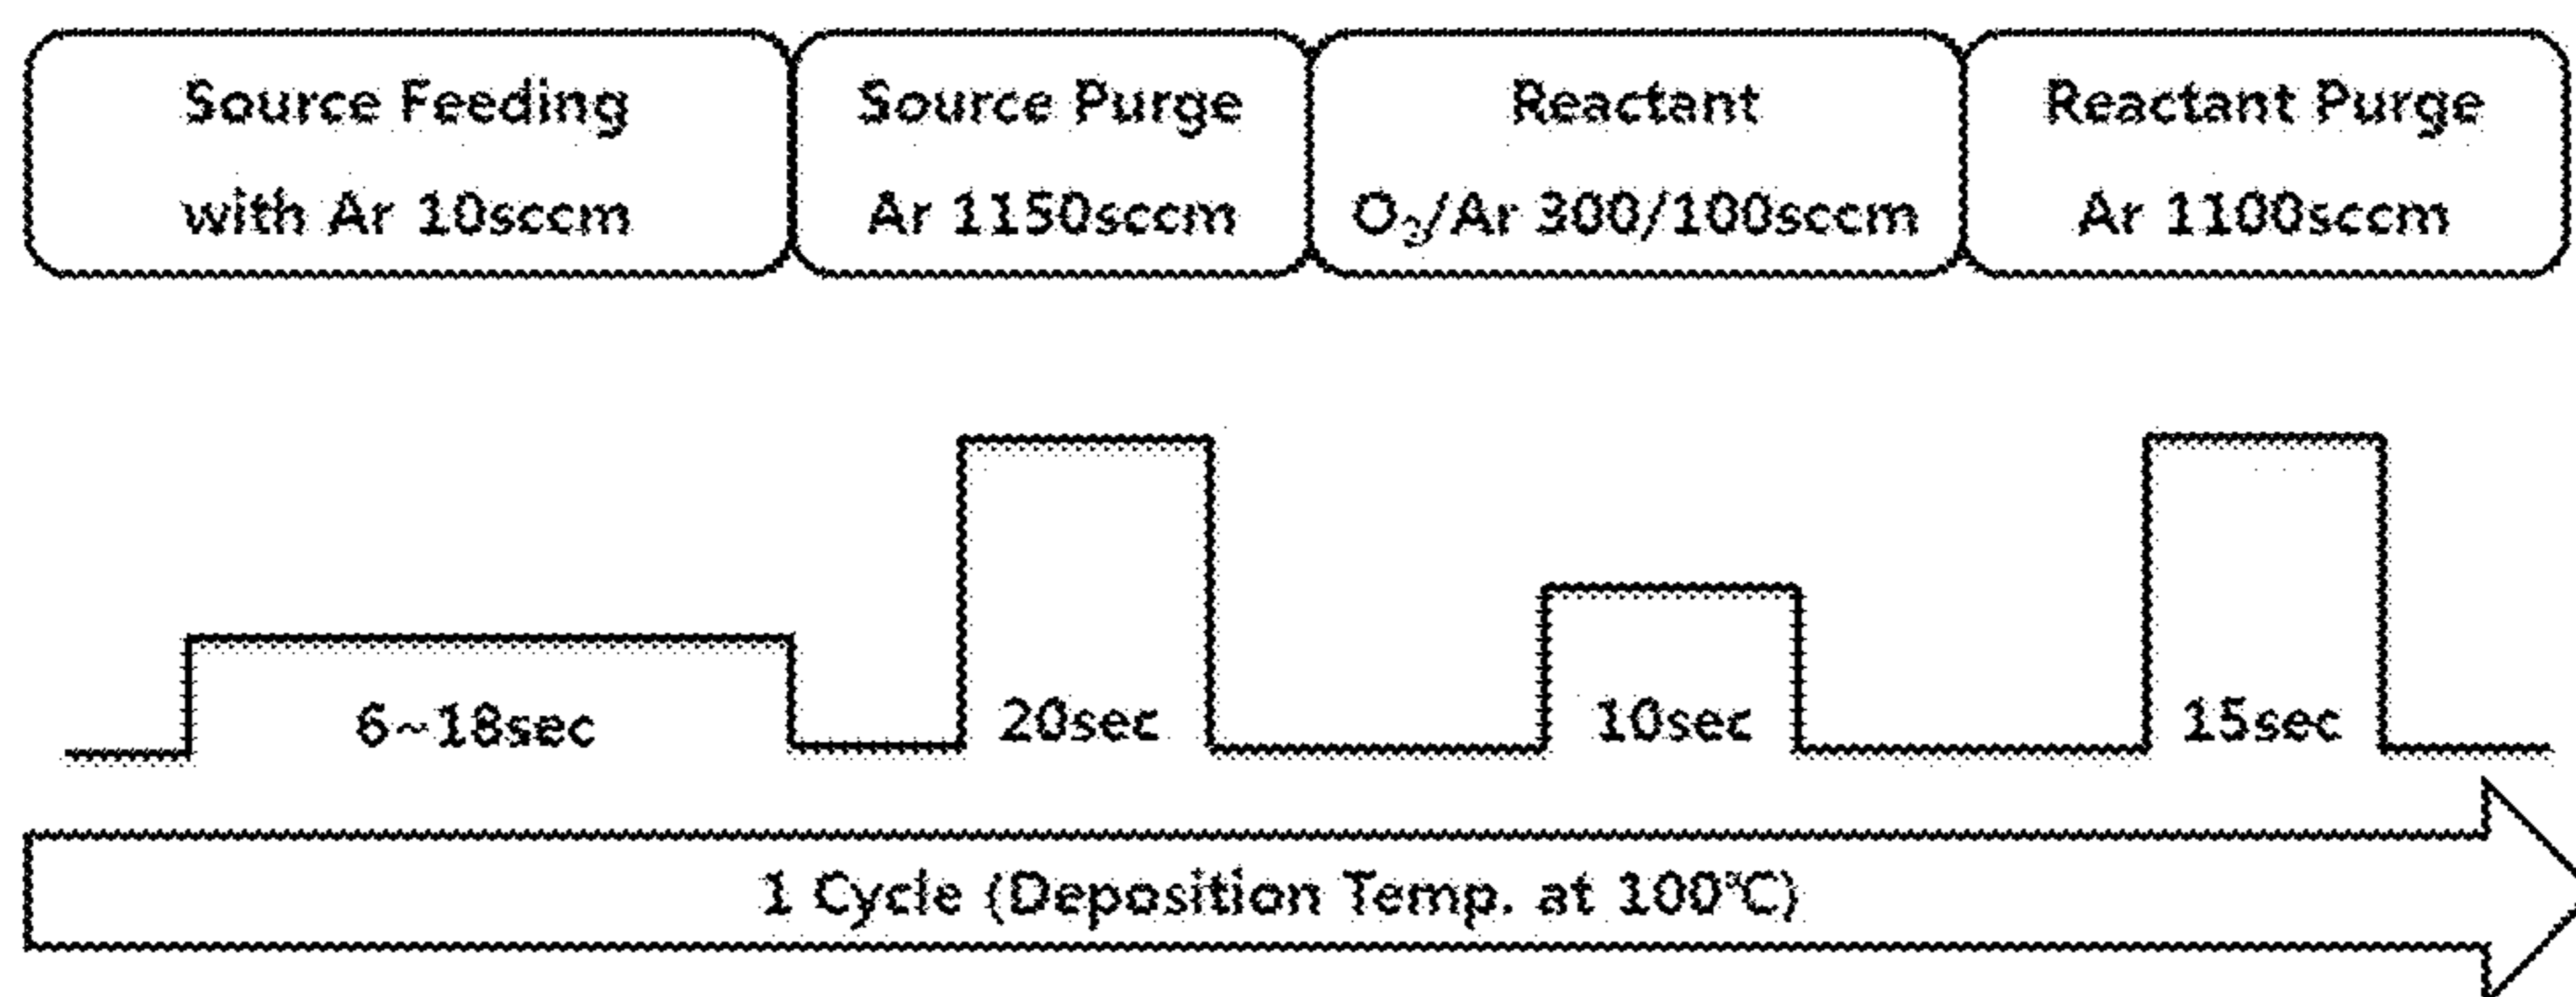 Source Feeding
with Ar 10sccm
Source Purge
Ar 1150sccm
Reactant
O₂/Ar 300/100sccm
Reactant Purge
Ar 1100sccm
6~18sec
20sec
10sec
15sec
1 Cycle (Deposition Temp. at 100℃)